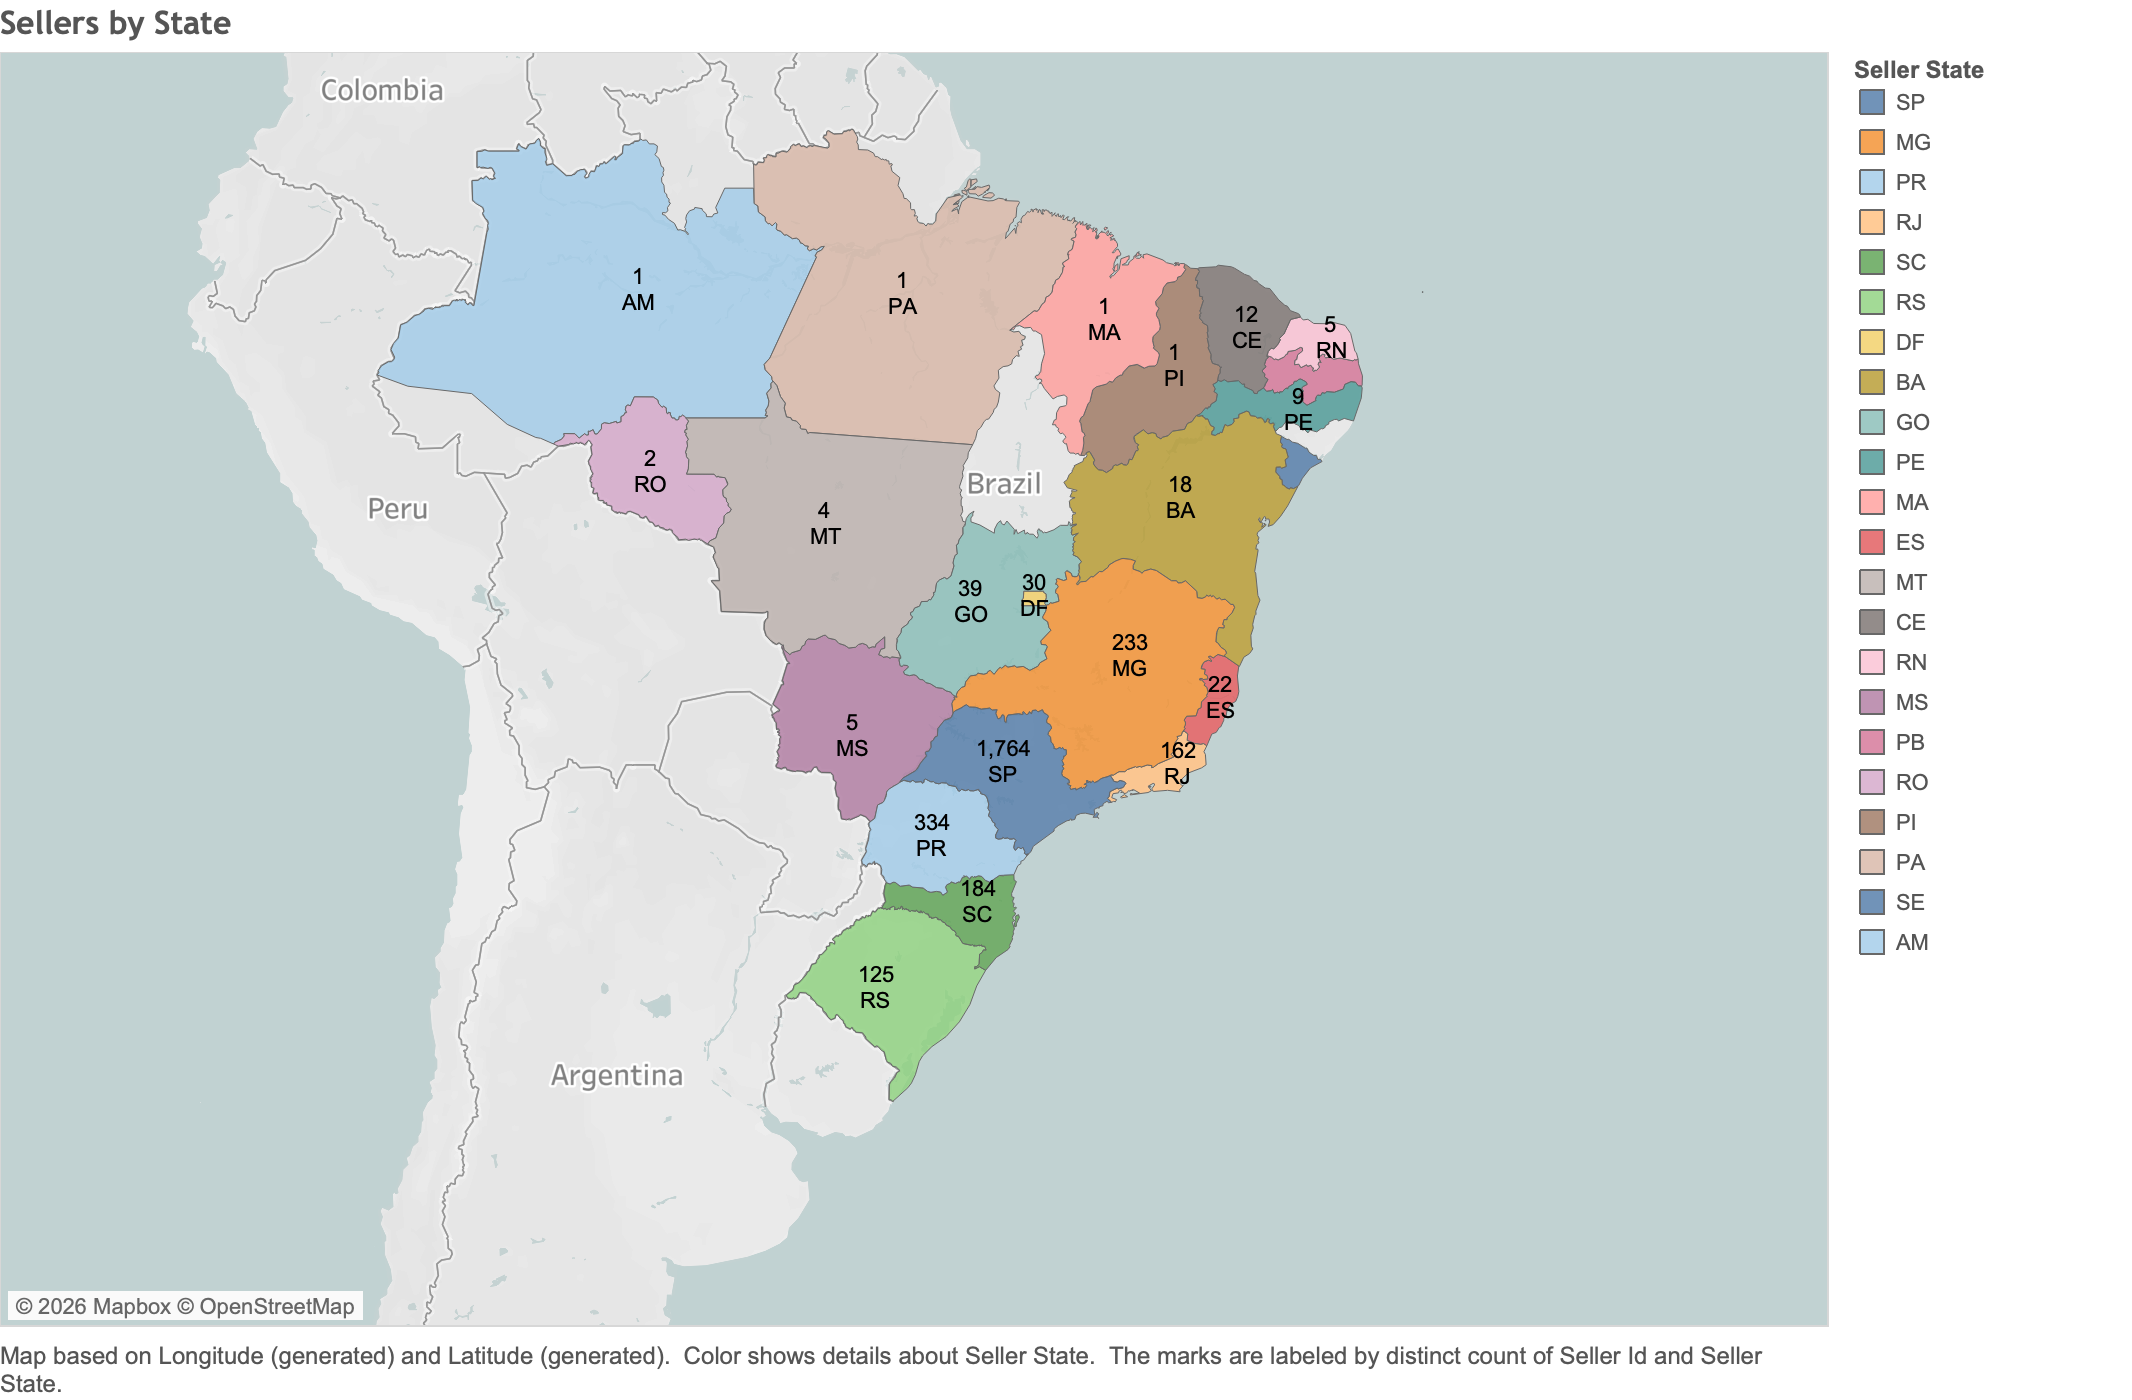 Sellers by State
Colombia
Seller State
SP
MG
PR
RJ
SC
RS
DF
BA
GO
PE
MA
ES
MT
CE
RN
MS
PB
RO
PI
PA
SE
AM
1
AM
1
PA
1
MA
1
PI
12
CE
5
RN
9
PE
2
RO
Brazil
Peru
4
MT
18
BA
39
GO
30
DF
233
MG
22
ES
5
MS
1,764
SP
162
RJ
334
PR
184
SC
125
RS
Argentina
© 2026 Mapbox © OpenStreetMap
Map based on Longitude (generated) and Latitude (generated).  Color shows details about Seller State.  The marks are labeled by distinct count of Seller Id and Seller
State.